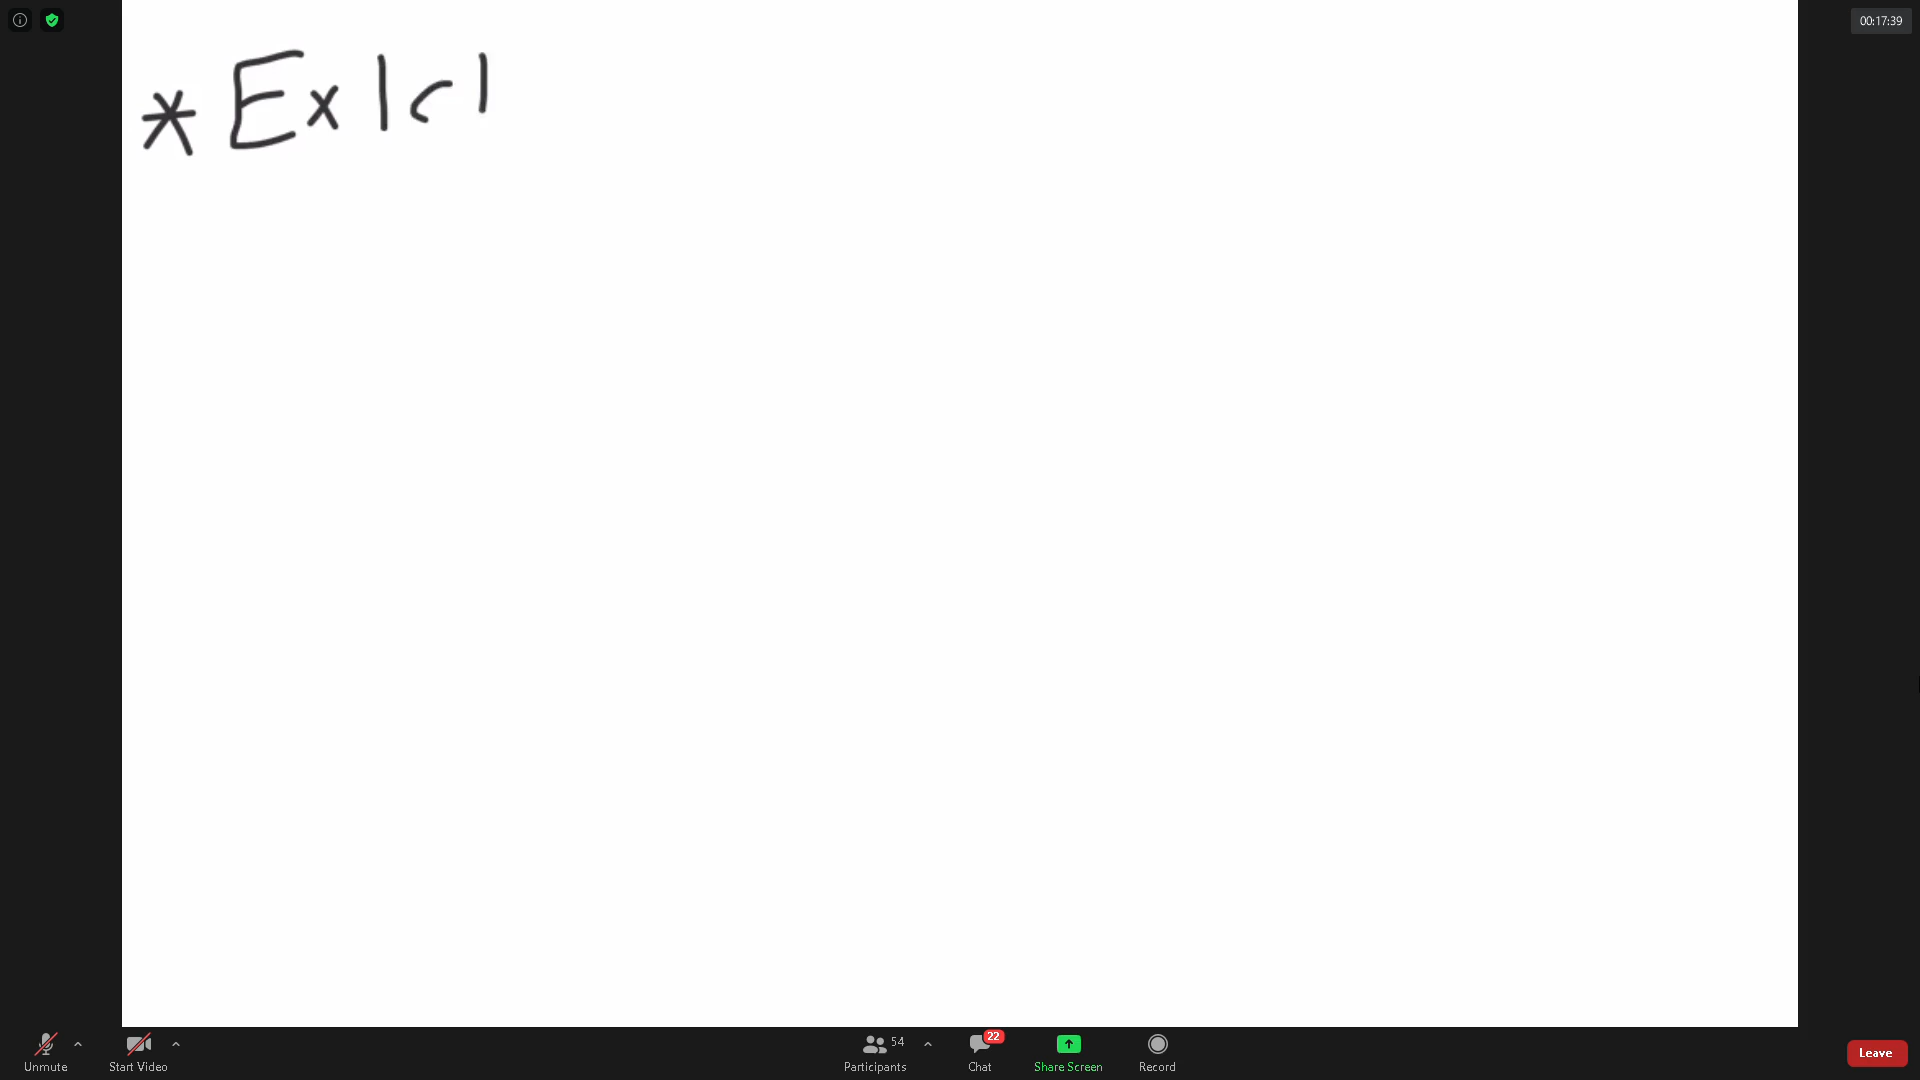 00:17:39
* Ex |c|
Unmute
Start Video
54
Participants
22
Chat
Share Screen
Record
Leave